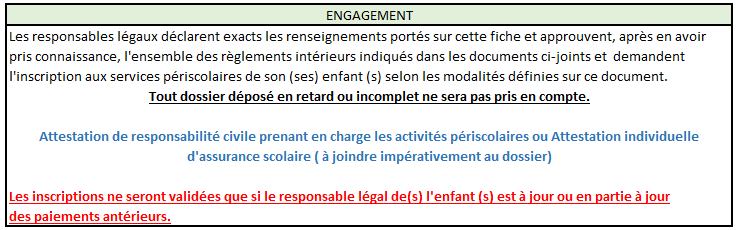 ENGAGEMENT
Les responsables légaux déclarent exacts les renseignements portés sur cette fiche et approuvent, après en avoir
pris connaissance, l'ensemble des règlements intérieurs indiqués dans les documents ci-joints et  demandent
l'inscription aux services périscolaires de son (ses) enfant (s) selon les modalités définies sur ce document.
Tout dossier déposé en retard ou incomplet ne sera pas pris en compte.
Attestation de responsabilité civile prenant en charge les activités périscolaires ou Attestation individuelle
d'assurance scolaire ( à joindre impérativement au dossier)
Les inscriptions ne seront validées que si le responsable légal de(s) l'enfant (s) est à jour ou en partie à jour
des paiements antérieurs.